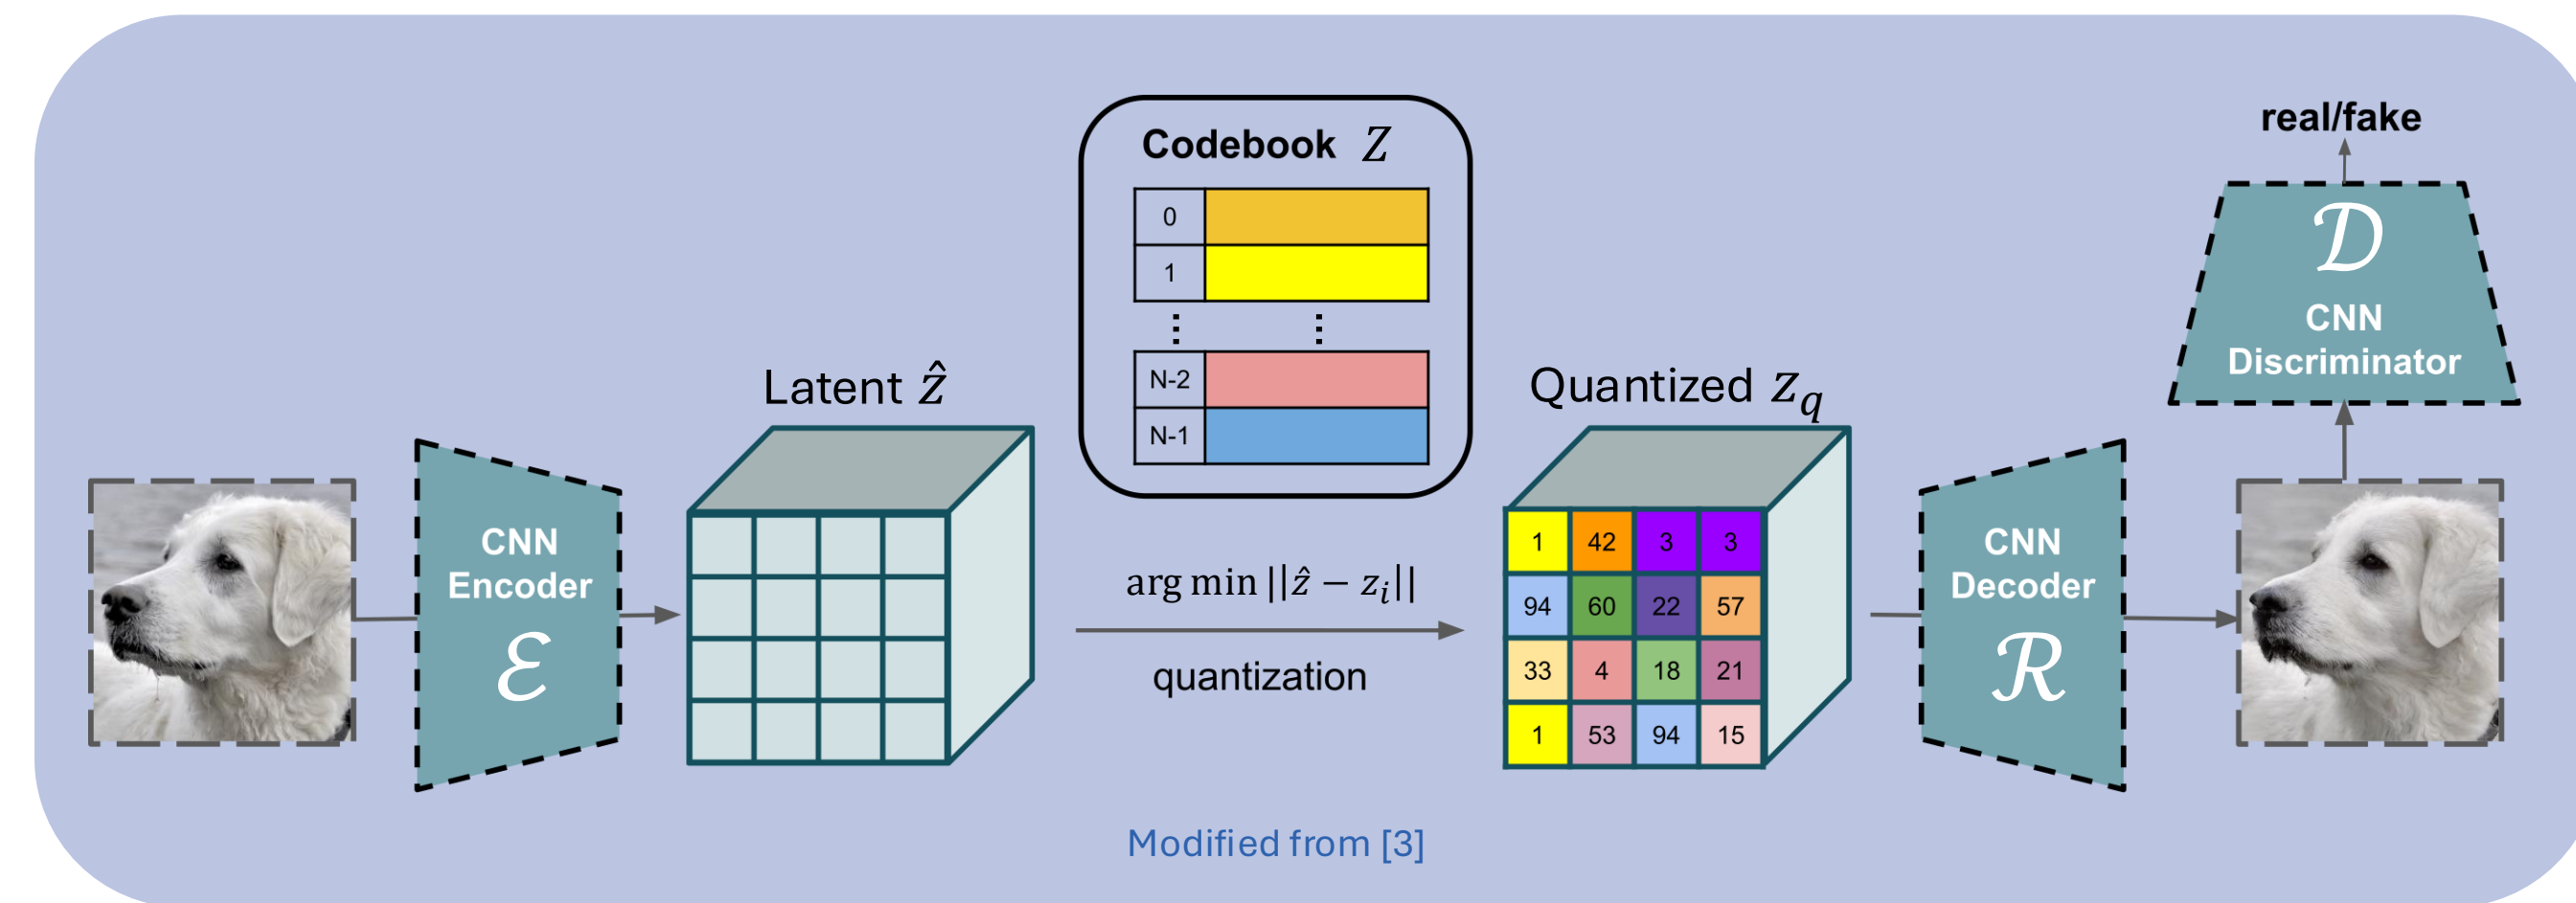 real/fake
Codebook Z
0
1
⋮ ⋮
N-2
N-1
𝒟
CNN
Discriminator
Latent ẑ
Quantized z_q
CNN
Encoder
ℰ
arg min ||ẑ − z_i||
quantization
1 42 3 3
94 60 22 57
33 4 18 21
1 53 94 15
CNN
Decoder
ℛ
Modified from [3]